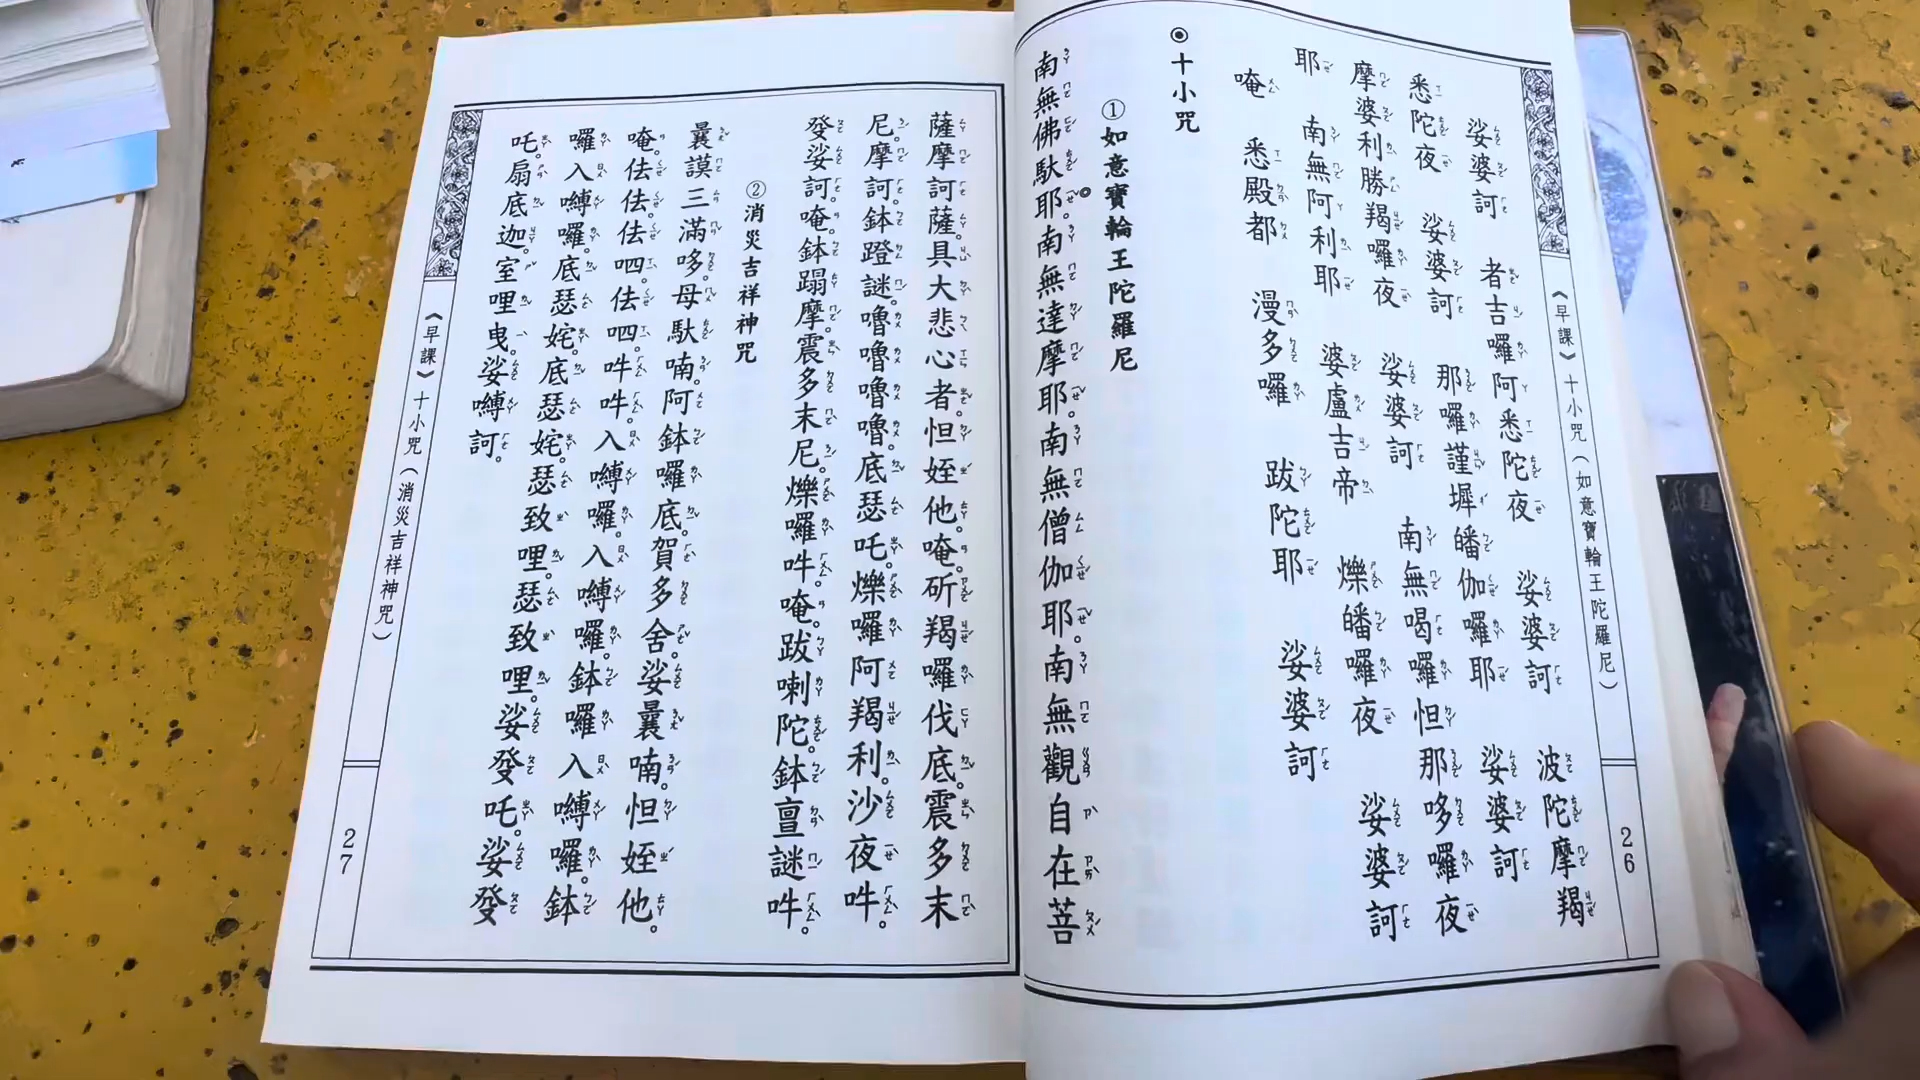 《早課》十小咒(如意寶輪王陀羅尼)
26
娑婆訶 者吉囉阿悉陀夜 娑婆訶 波陀摩羯
悉陀夜 娑婆訶 那囉謹墀皤伽囉耶 娑婆訶
摩婆利勝羯囉夜 娑婆訶 南無喝囉怛那哆囉夜
耶 南無阿利耶 婆盧吉帝 爍皤囉夜 娑婆訶
唵 悉殿都 漫多囉 跋陀耶 娑婆訶
◉十小咒
①如意寶輪王陀羅尼
南無佛馱耶。南無達摩耶。南無僧伽耶。南無觀自在菩
薩摩訶薩。具大悲心者。怛姪他。唵。斫羯囉伐底。震多末
尼。摩訶。鉢蹬謎。嚕嚕嚕嚕。底瑟吒。爍囉阿羯利。沙夜吽。
癹娑訶。唵。鉢蹋摩。震多末尼。爍囉吽。唵。跋喇陀。鉢亶謎吽。
②消災吉祥神咒
曩謨三滿哆。母馱喃。阿鉢囉底。賀多舍。娑曩喃。怛姪他。
唵。佉佉。佉呬。佉呬。吽吽。入嚩囉。入嚩囉。鉢囉入嚩囉。鉢
囉入嚩囉。底瑟姹。底瑟姹。瑟致哩。瑟致哩。娑癹吒。娑癹
吒。扇底迦。室哩曳。娑嚩訶。
《早課》十小咒(消災吉祥神咒)
27